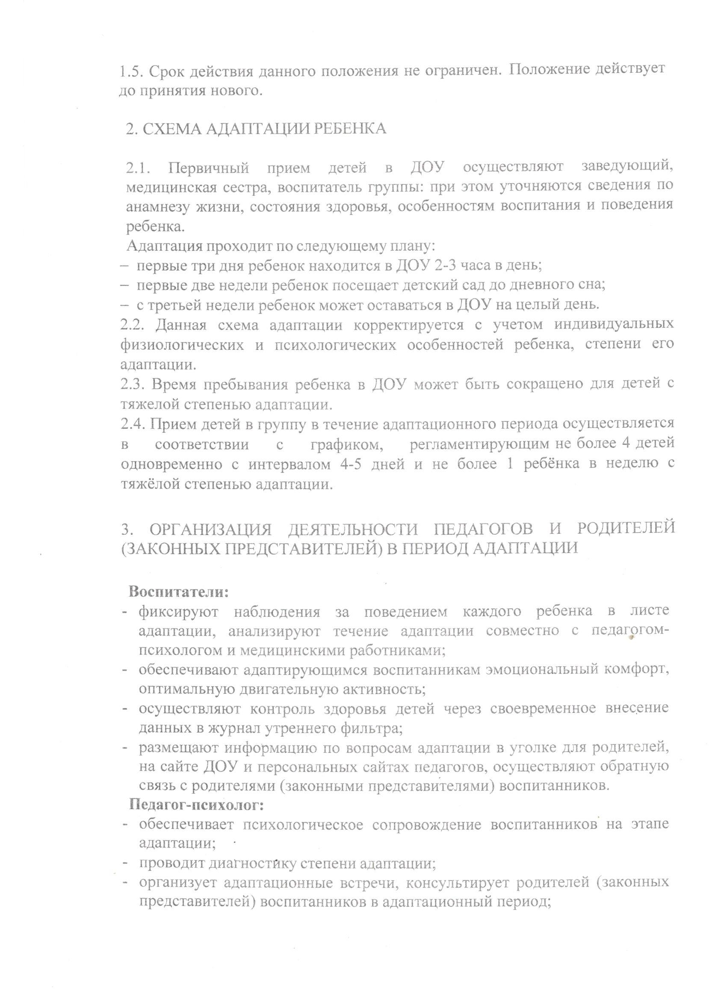 1.5. Срок действия данного положения не ограничен. Положение действует
до принятия нового.
2. СХЕМА АДАПТАЦИИ РЕБЕНКА
2.1. Первичный прием детей в ДОУ осуществляют заведующий,
медицинская сестра, воспитатель группы: при этом уточняются сведения по
анамнезу жизни, состояния здоровья, особенностям воспитания и поведения
ребенка.
Адаптация проходит по следующему плану:
– первые три дня ребенок находится в ДОУ 2-3 часа в день;
– первые две недели ребенок посещает детский сад до дневного сна;
– с третьей недели ребенок может оставаться в ДОУ на целый день.
2.2. Данная схема адаптации корректируется с учетом индивидуальных
физиологических и психологических особенностей ребенка, степени его
адаптации.
2.3. Время пребывания ребенка в ДОУ может быть сокращено для детей с
тяжелой степенью адаптации.
2.4. Прием детей в группу в течение адаптационного периода осуществляется
в соответствии с графиком, регламентирующим не более 4 детей
одновременно с интервалом 4-5 дней и не более 1 ребёнка в неделю с
тяжёлой степенью адаптации.
3. ОРГАНИЗАЦИЯ ДЕЯТЕЛЬНОСТИ ПЕДАГОГОВ И РОДИТЕЛЕЙ
(ЗАКОННЫХ ПРЕДСТАВИТЕЛЕЙ) В ПЕРИОД АДАПТАЦИИ
Воспитатели:
- фиксируют наблюдения за поведением каждого ребенка в листе
адаптации, анализируют течение адаптации совместно с педагогом-
психологом и медицинскими работниками;
- обеспечивают адаптирующимся воспитанникам эмоциональный комфорт,
оптимальную двигательную активность;
- осуществляют контроль здоровья детей через своевременное внесение
данных в журнал утреннего фильтра;
- размещают информацию по вопросам адаптации в уголке для родителей,
на сайте ДОУ и персональных сайтах педагогов, осуществляют обратную
связь с родителями (законными представителями) воспитанников.
Педагог-психолог:
- обеспечивает психологическое сопровождение воспитанников на этапе
адаптации;
- проводит диагностику степени адаптации;
- организует адаптационные встречи, консультирует родителей (законных
представителей) воспитанников в адаптационный период;